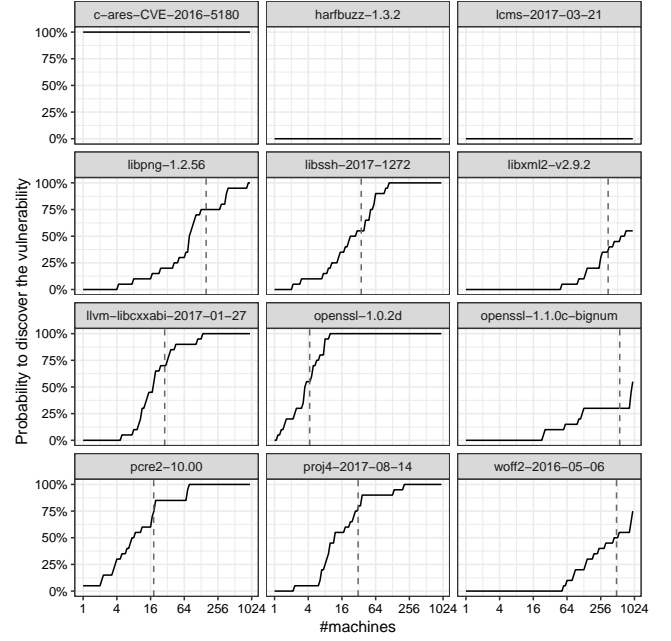 c−ares−CVE−2016−5180 harfbuzz−1.3.2 lcms−2017−03−21
100%
75%
50%
25%
0%
libpng−1.2.56 libssh−2017−1272 libxml2−v2.9.2
100%
75%
50%
25%
0%
llvm−libcxxabi−2017−01−27 openssl−1.0.2d openssl−1.1.0c−bignum
100%
75%
50%
25%
0%
pcre2−10.00 proj4−2017−08−14 woff2−2016−05−06
100%
75%
50%
25%
0%
1 4 16 64 256 1024 1 4 16 64 256 1024 1 4 16 64 256 1024
#machines
Probability to discover the vulnerability